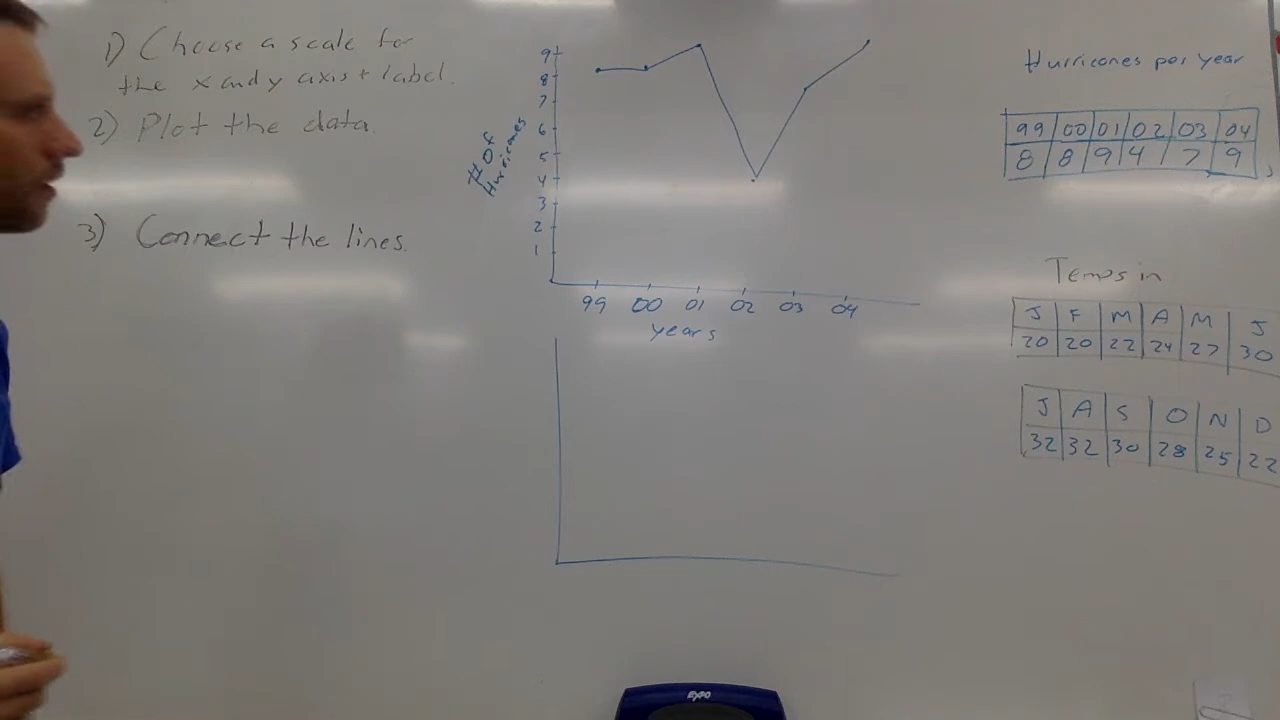 1) Choose a scale for
the x and y axis + label.
2) Plot the data.
3) Connect the lines.
# of
Hurricanes
9
8
7
6
5
4
3
2
1
99 00 01 02 03 04
years
Hurricanes per year
99 00 01 02 03 04
8 8 9 4 7 9
Temps in
J F M A M J
20 20 22 24 27 30
J A S O N D
32 32 30 28 25 22
EXPO